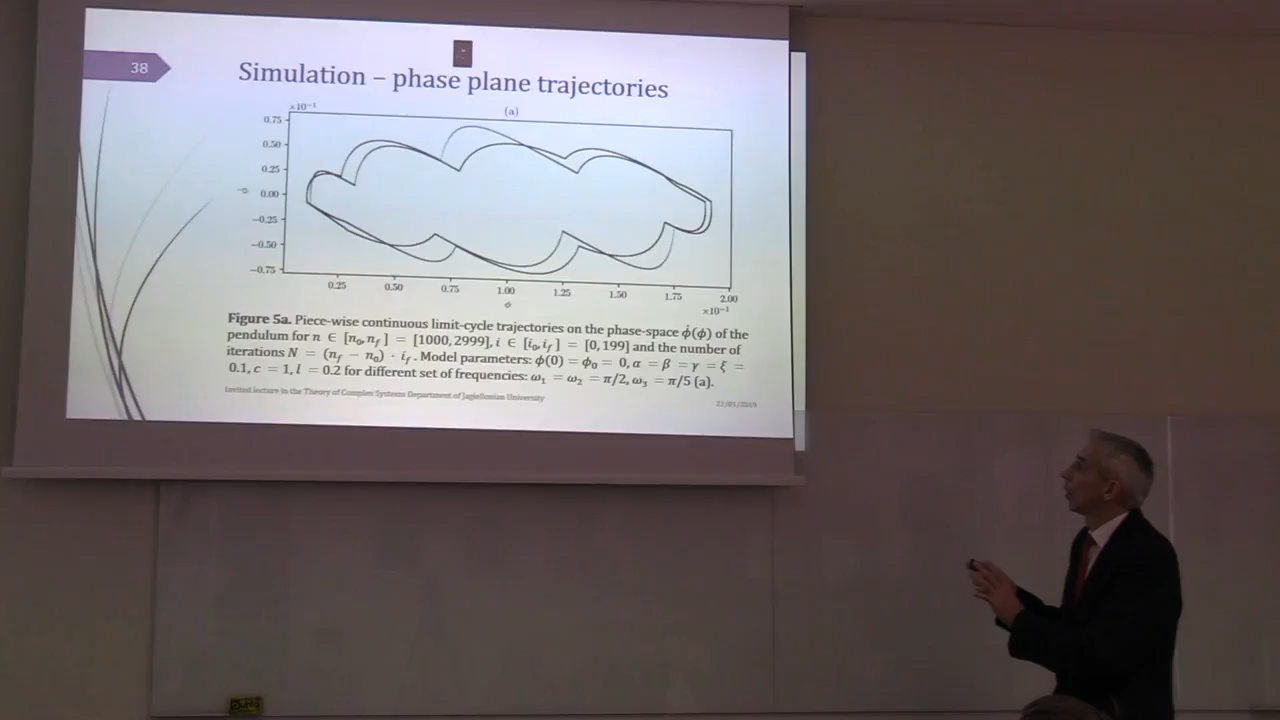 38
Simulation – phase plane trajectories
×10⁻¹
(a)
0.75
0.50
0.25
0.00
−0.25
−0.50
−0.75
0.25 0.50 0.75 1.00 1.25 1.50 1.75 2.00
ϕ
×10⁻¹
Figure 5a. Piece-wise continuous limit-cycle trajectories on the phase-space ϕ̇(ϕ) of the
pendulum for n ∈ [n₀, n_f] = [1000, 2999], i ∈ [i₀, i_f] = [0, 199] and the number of
iterations N = (n_f − n₀) · i_f. Model parameters: ϕ(0) = ϕ₀ = 0, α = β = γ = ξ =
0.1, c = 1, l = 0.2 for different set of frequencies: ω₁ = ω₂ = π/2, ω₃ = π/5 (a).
Invited lecture in the Theory of Complex Systems Department of Jagiellonian University